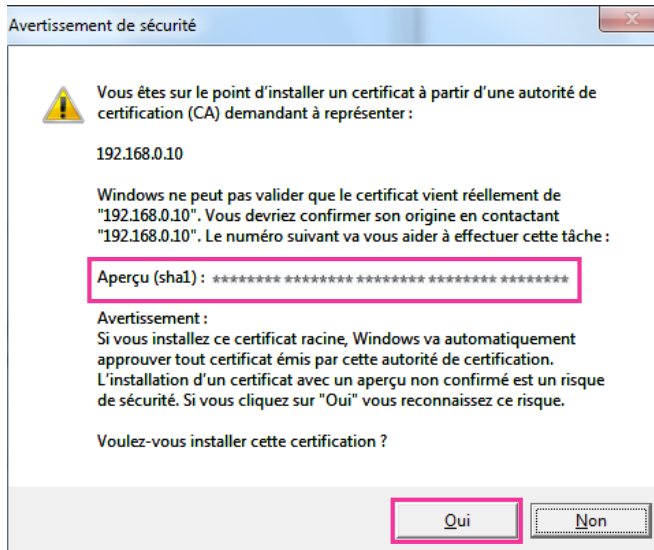 Avertissement de sécurité
Vous êtes sur le point d'installer un certificat à partir d'une autorité de
certification (CA) demandant à représenter :
192.168.0.10
Windows ne peut pas valider que le certificat vient réellement de
"192.168.0.10". Vous devriez confirmer son origine en contactant
"192.168.0.10". Le numéro suivant va vous aider à effectuer cette tâche :
Aperçu (sha1) : ******** ******** ******** ******** ********
Avertissement :
Si vous installez ce certificat racine, Windows va automatiquement
approuver tout certificat émis par cette autorité de certification.
L'installation d'un certificat avec un aperçu non confirmé est un risque
de sécurité. Si vous cliquez sur "Oui" vous reconnaissez ce risque.
Voulez-vous installer cette certification ?
Oui Non